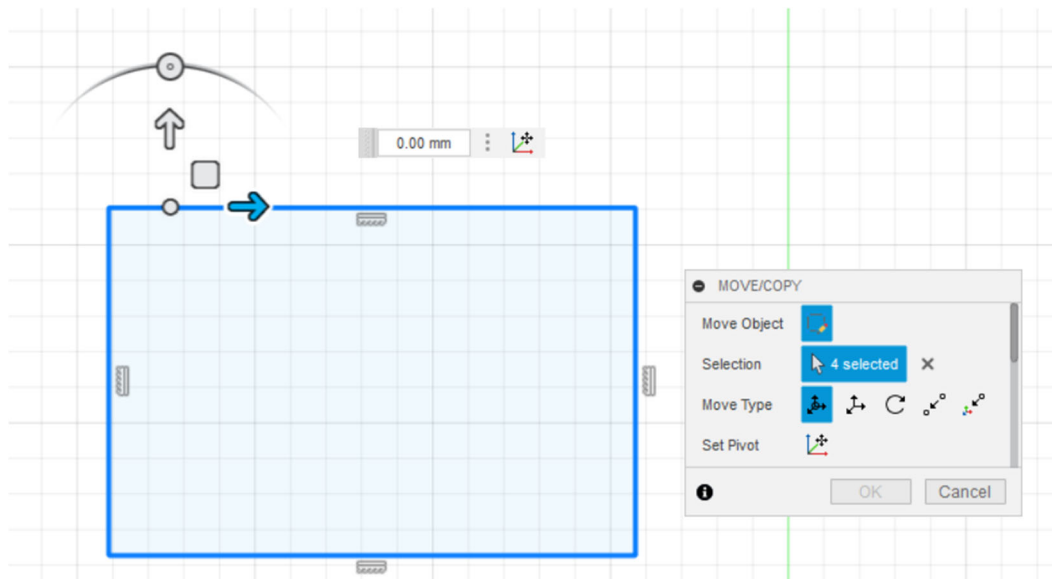 0.00 mm
MOVE/COPY
Move Object
Selection
4 selected
Move Type
Set Pivot
OK
Cancel